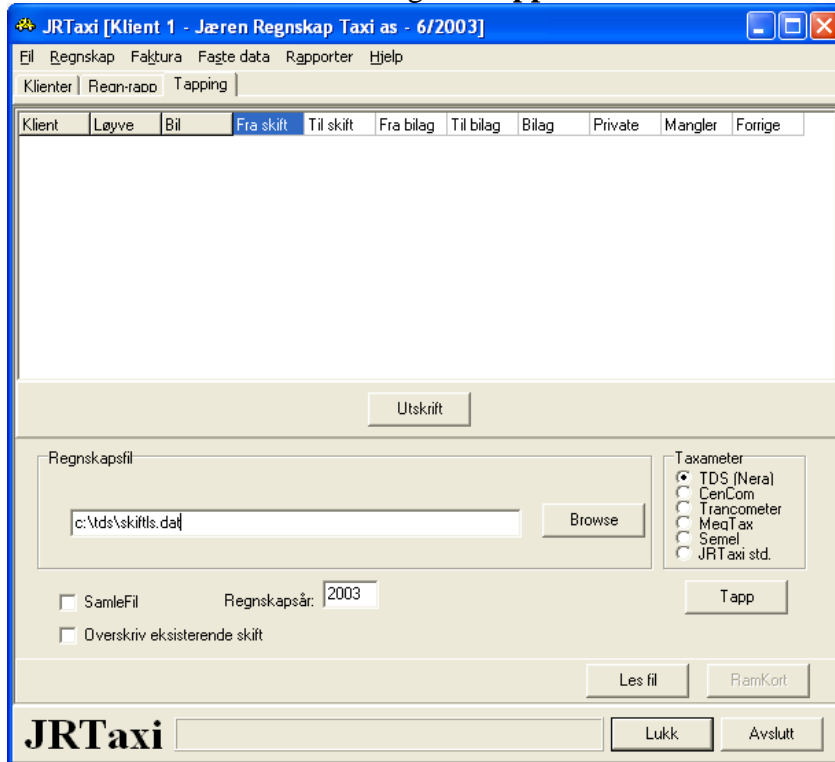 JRTaxi [Klient 1 - Jæren Regnskap Taxi as - 6/2003]
Fil Regnskap Faktura Faste data Rapporter Hjelp
Klienter Regn-rapp Tapping
Klient Løyve Bil Fra skift Til skift Fra bilag Til bilag Bilag Private Mangler Forrige
Utskrift
Regnskapsfil
c:\tds\skiftls.dat
Browse
Taxameter
TDS (Nera)
CenCom
Trancometer
MegTax
Semel
JRTaxi std.
SamleFil
Regnskapsår: 2003
Tapp
Overskriv eksisterende skift
Les fil
RamKort
JRTaxi
Lukk
Avslutt